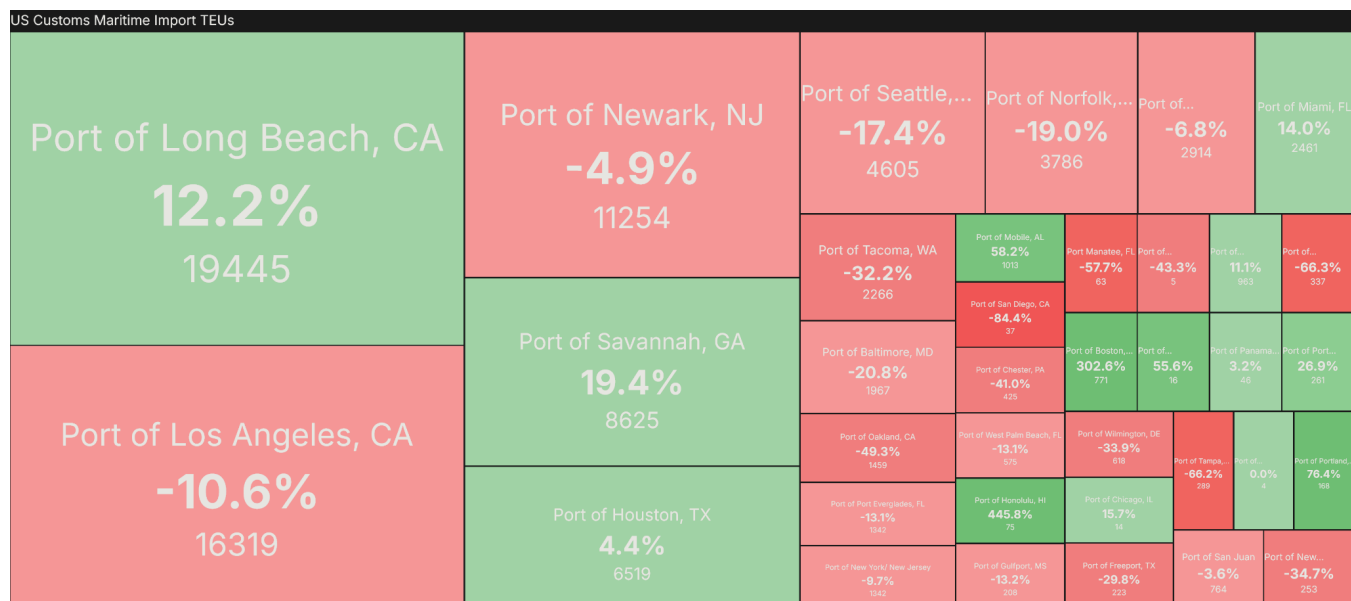 US Customs Maritime Import TEUs
Port of Long Beach, CA
12.2%
19445
Port of Los Angeles, CA
-10.6%
16319
Port of Newark, NJ
-4.9%
11254
Port of Savannah, GA
19.4%
8625
Port of Houston, TX
4.4%
6519
Port of Seattle,...
-17.4%
4605
Port of Norfolk,...
-19.0%
3786
Port of...
-6.8%
2914
Port of Miami, FL
14.0%
2461
Port of Tacoma, WA
-32.2%
2266
Port of Baltimore, MD
-20.8%
1967
Port of Oakland, CA
-49.3%
1459
Port of Port Everglades, FL
-13.1%
1342
Port of New York/ New Jersey
-9.7%
1342
Port of Mobile, AL
58.2%
1013
Port of San Diego, CA
-84.4%
37
Port of Chester, PA
-41.0%
425
Port of West Palm Beach, FL
-13.1%
575
Port of Honolulu, HI
445.8%
75
Port of Gulfport, MS
-13.2%
208
Port Manatee, FL
-57.7%
63
Port of...
-43.3%
5
Port of...
11.1%
963
Port of...
-66.3%
337
Port of Boston,...
302.6%
771
Port of...
55.6%
16
Port of Panama...
3.2%
46
Port of Port...
26.9%
261
Port of Wilmington, DE
-33.9%
618
Port of Chicago, IL
15.7%
14
Port of Freeport, TX
-29.8%
223
Port of Tampa,...
-66.2%
289
Port of...
0.0%
4
Port of Portland,...
76.4%
168
Port of San Juan
-3.6%
764
Port of New...
-34.7%
253